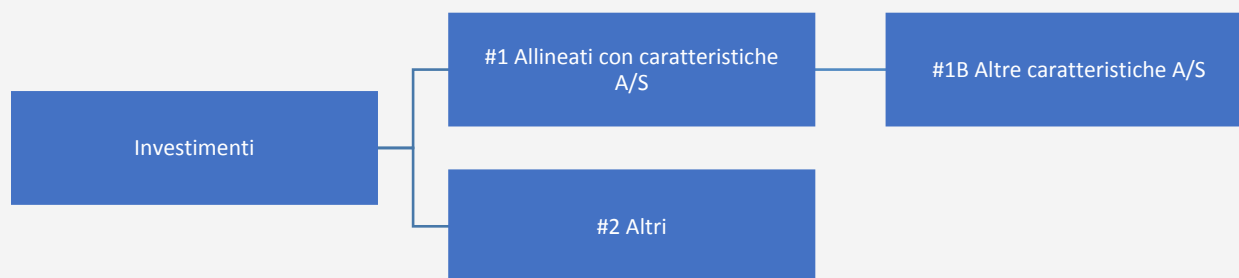 #1 Allineati con caratteristiche
A/S
#1B Altre caratteristiche A/S
Investimenti
#2 Altri